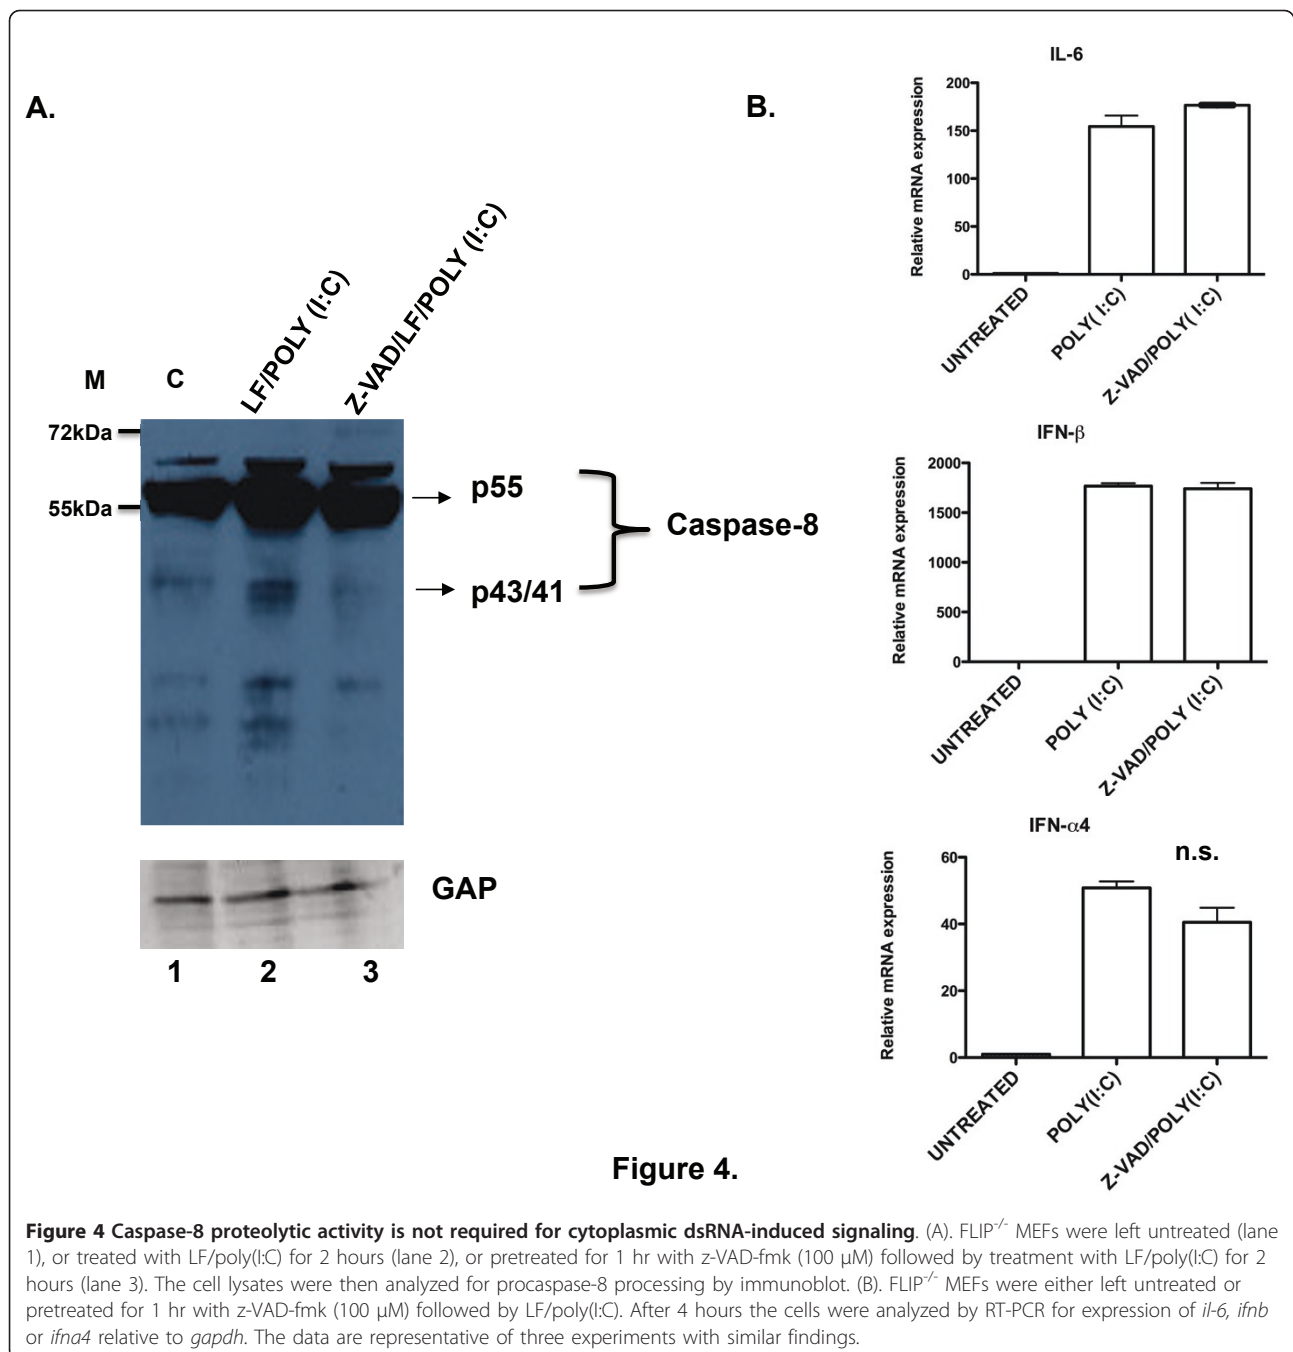 A.
M
C
LF/POLY (I:C)
Z-VAD/LF/POLY (I:C)
72kDa
55kDa
p55
p43/41
Caspase-8
GAP
1 2 3
B.
IL-6
Relative mRNA expression
200
150
100
50
0
UNTREATED
POLY( I:C)
Z-VAD/POLY( I:C)
IFN-β
Relative mRNA expression
2000
1500
1000
500
0
UNTREATED
POLY (I:C)
Z-VAD/POLY (I:C)
IFN-α4
n.s.
Relative mRNA expression
60
40
20
0
UNTREATED
POLY(I:C)
Z-VAD/POLY(I:C)
Figure 4.
Figure 4 Caspase-8 proteolytic activity is not required for cytoplasmic dsRNA-induced signaling. (A). FLIP-/- MEFs were left untreated (lane
1), or treated with LF/poly(I:C) for 2 hours (lane 2), or pretreated for 1 hr with z-VAD-fmk (100 μM) followed by treatment with LF/poly(I:C) for 2
hours (lane 3). The cell lysates were then analyzed for procaspase-8 processing by immunoblot. (B). FLIP-/- MEFs were either left untreated or
pretreated for 1 hr with z-VAD-fmk (100 μM) followed by LF/poly(I:C). After 4 hours the cells were analyzed by RT-PCR for expression of il-6, ifnb
or ifna4 relative to gapdh. The data are representative of three experiments with similar findings.